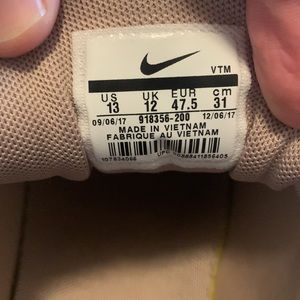 VTM
US UK EUR cm
13 12 47.5 31
09/06/17 918356-200 12/06/17
MADE IN VIETNAM
FABRIQUE AU VIETNAM
UPC